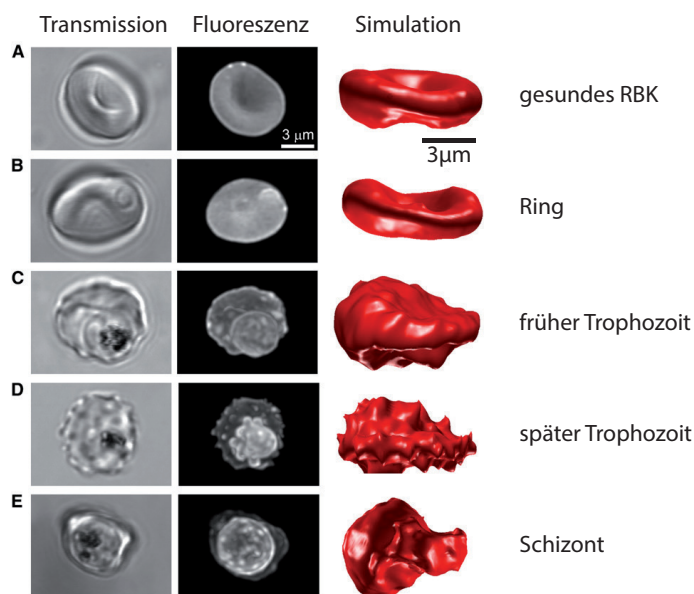 Transmission Fluoreszenz Simulation
A
gesundes RBK
3 µm
3µm
B
Ring
C
früher Trophozoit
D
später Trophozoit
E
Schizont